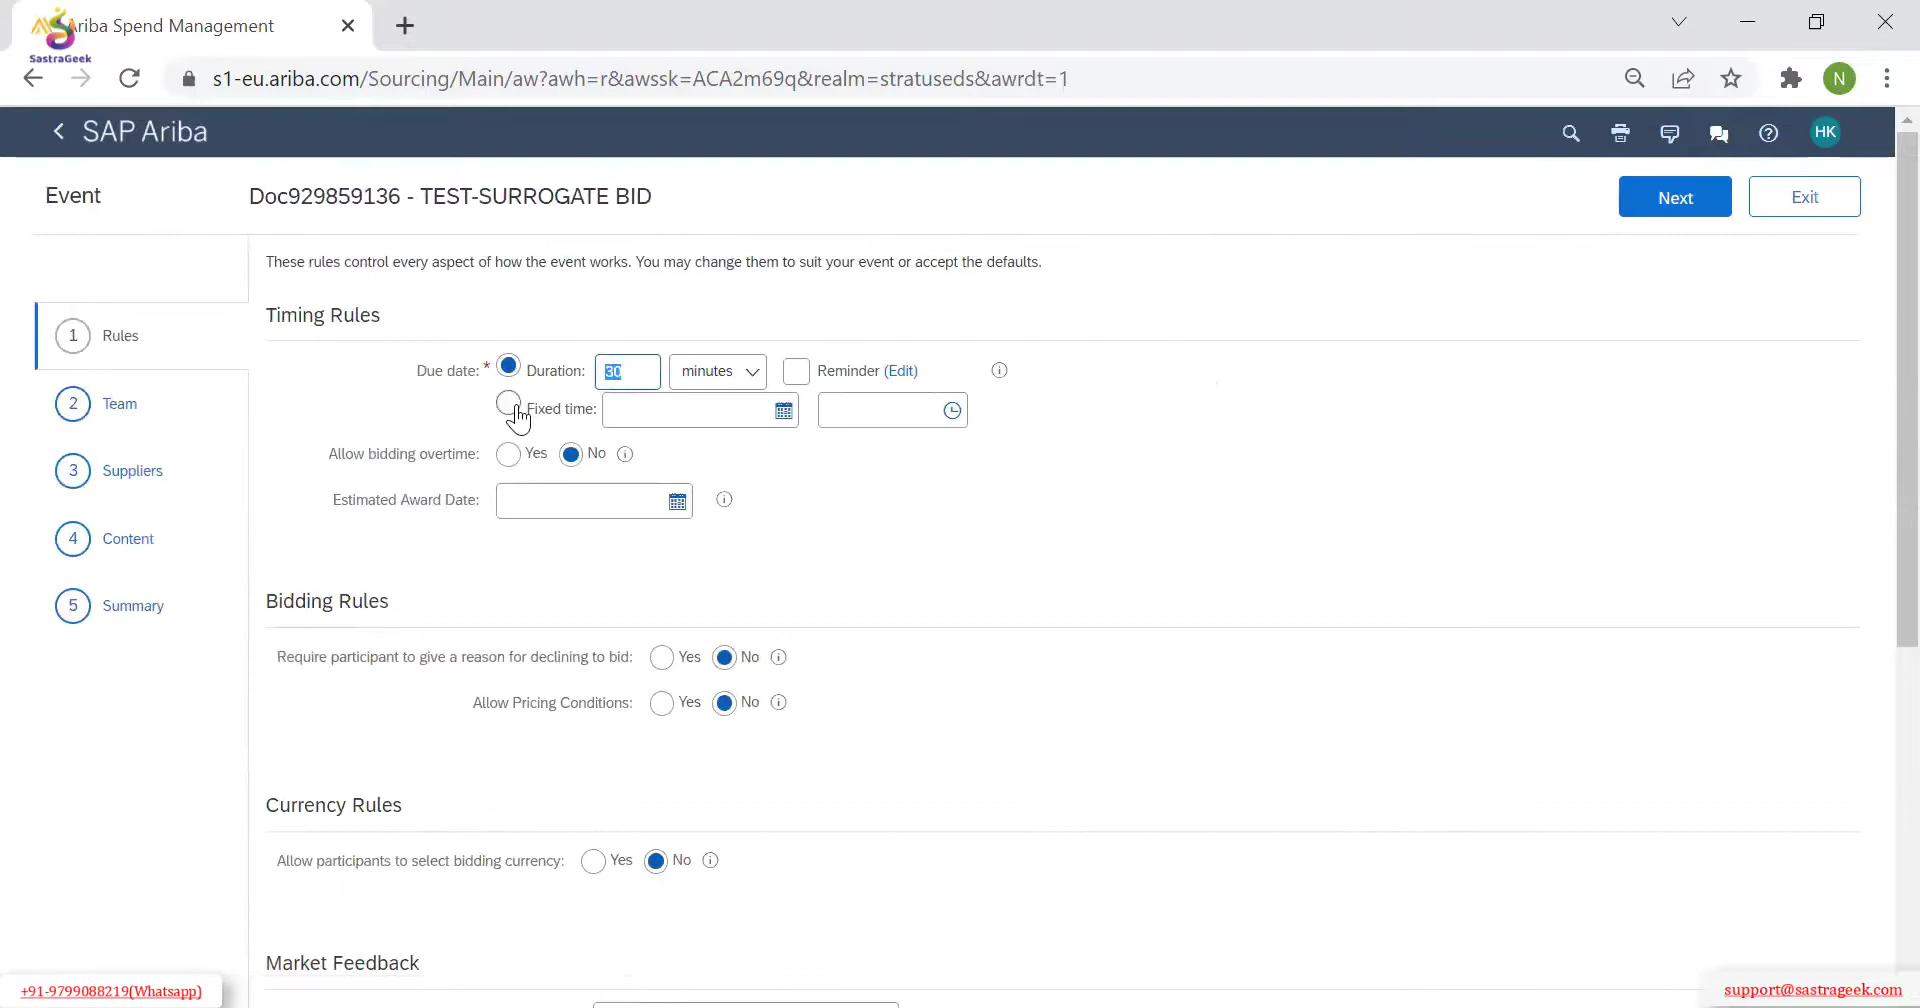 Ariba Spend Management
SastraGeek
s1-eu.ariba.com/Sourcing/Main/aw?awh=r&awssk=ACA2m69q&realm=stratuseds&awrdt=1
N
SAP Ariba
HK
Event
Doc929859136 - TEST-SURROGATE BID
Next
Exit
These rules control every aspect of how the event works. You may change them to suit your event or accept the defaults.
1 Rules
2 Team
3 Suppliers
4 Content
5 Summary
Timing Rules
Due date: * Duration: 30 minutes Reminder (Edit)
Fixed time:
Allow bidding overtime: Yes No
Estimated Award Date:
Bidding Rules
Require participant to give a reason for declining to bid: Yes No
Allow Pricing Conditions: Yes No
Currency Rules
Allow participants to select bidding currency: Yes No
Market Feedback
+91-9799088219(Whatsapp)
support@sastrageek.com